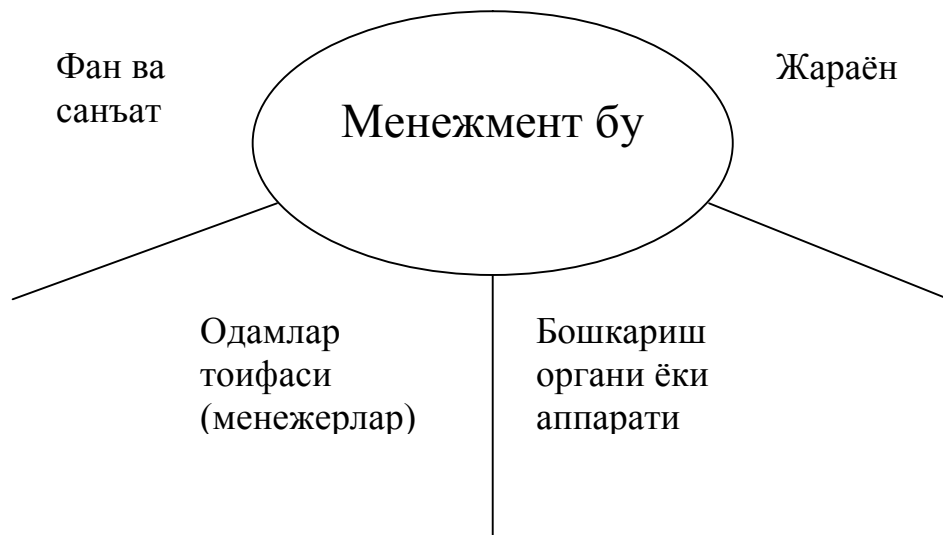 Фан ва
санъат
Менежмент бу
Жараён
Одамлар
тоифаси
(менежерлар)
Бошкариш
органи ёки
аппарати